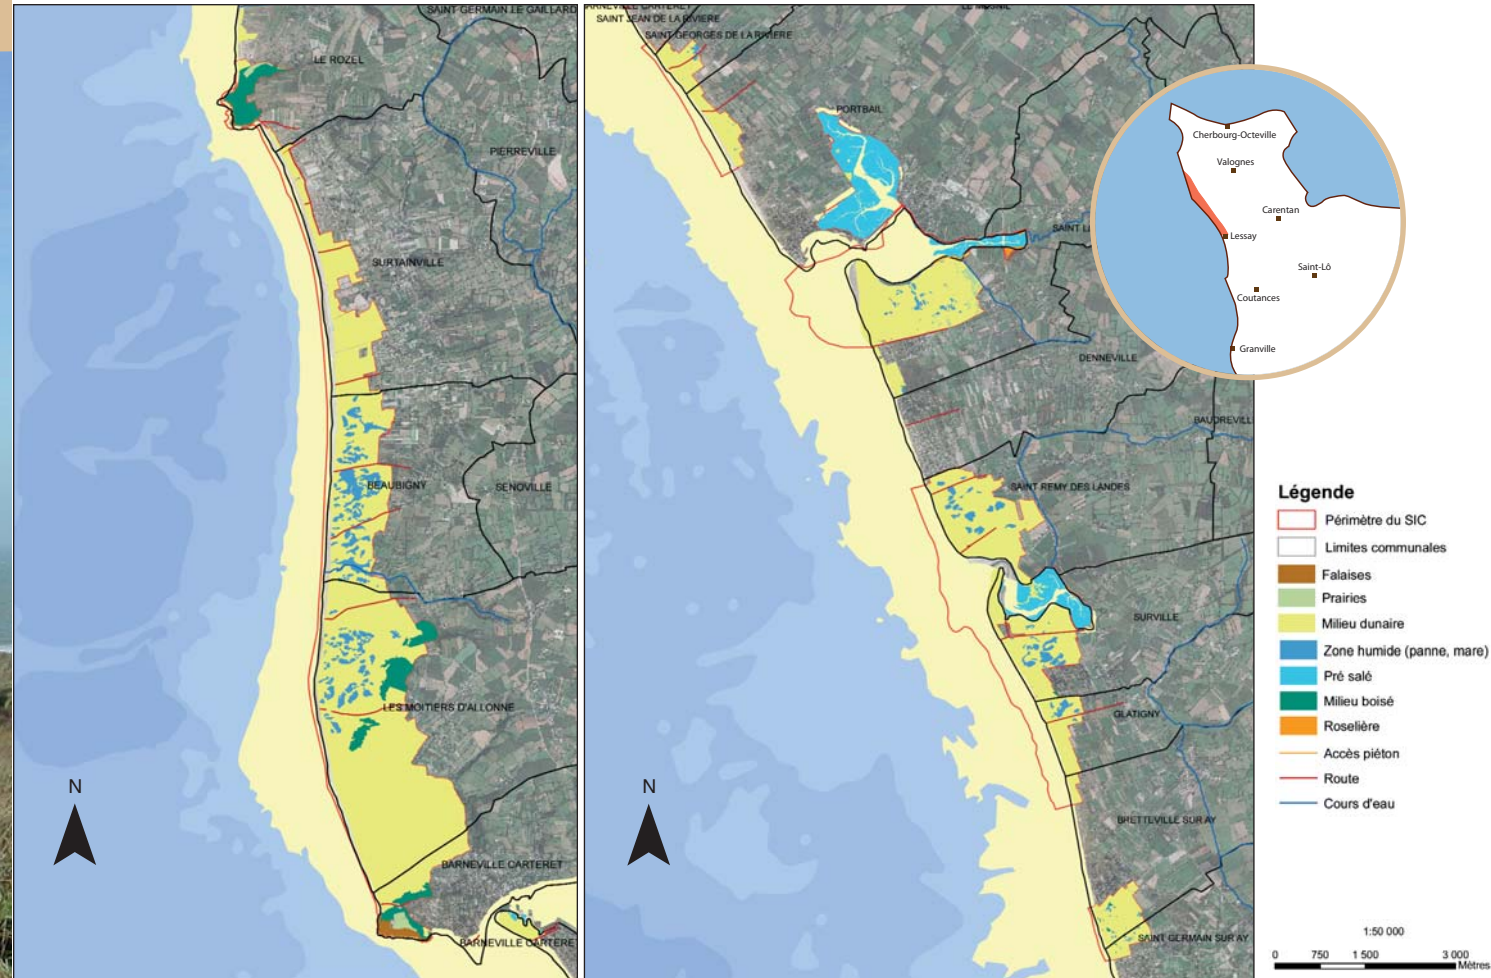 SAINT GERMAIN LE GAILLARD
LE ROZEL
PIERREVILLE
SURTAINVILLE
BEAUBIGNY
SENOVILLE
LES MOITIERS D'ALLONNE
N
BARNEVILLE CARTERET
BARNEVILLE CARTERET
SAINT JEAN DE LA RIVIERE
SAINT GEORGES DE LA RIVIERE
PORTBAIL
SAINT L
DENNEVILLE
BAUDREVILL
SAINT REMY DES LANDES
SURVILLE
GLATIGNY
N
BRETTEVILLE SUR AY
SAINT GERMAIN SUR AY
Cherbourg-Octeville
Valognes
Carentan
Lessay
Saint-Lô
Coutances
Granville
Légende
Périmètre du SIC
Limites communales
Falaises
Prairies
Milieu dunaire
Zone humide (panne, mare)
Pré salé
Milieu boisé
Roselière
Accès piéton
Route
Cours d'eau
1:50 000
0 750 1 500 3 000
Mètres